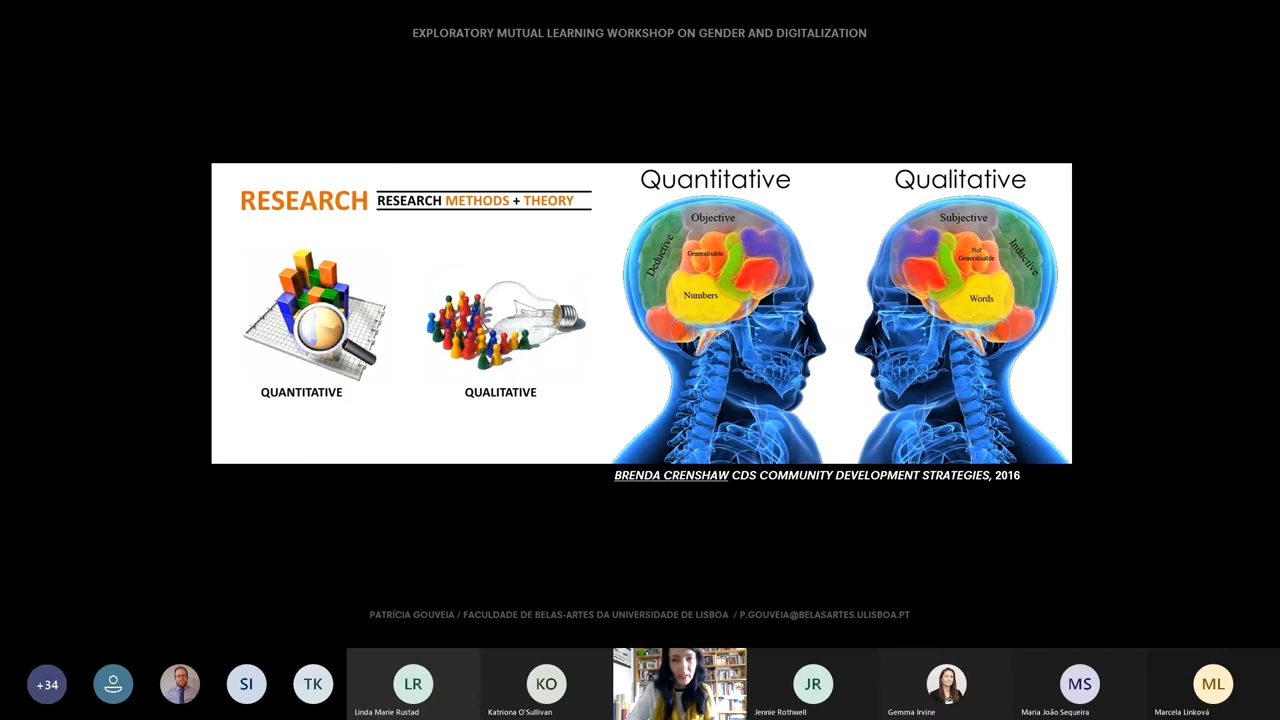 EXPLORATORY MUTUAL LEARNING WORKSHOP ON GENDER AND DIGITALIZATION
RESEARCH RESEARCH METHODS + THEORY
QUANTITATIVE
QUALITATIVE
Quantitative
Objective
Deductive
Generalisable
Numbers
Qualitative
Subjective
Inductive
Not
Generalisable
Words
BRENDA CRENSHAW CDS COMMUNITY DEVELOPMENT STRATEGIES, 2016
PATRÍCIA GOUVEIA / FACULDADE DE BELAS-ARTES DA UNIVERSIDADE DE LISBOA / P.GOUVEIA@BELASARTES.ULISBOA.PT
+34
SI
TK
LR
Linda Marie Rustad
KO
Katriona O'Sullivan
JR
Jennie Rothwell
Gemma Irvine
MS
Maria João Sequeira
ML
Marcela Linková